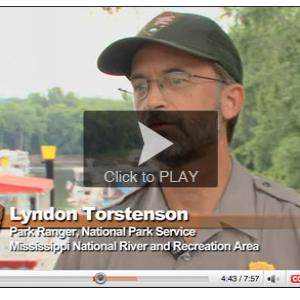 Click to PLAY
Lyndon Torstenson
Park Ranger, National Park Service
Mississippi National River and Recreation Area
4:43 / 7:57